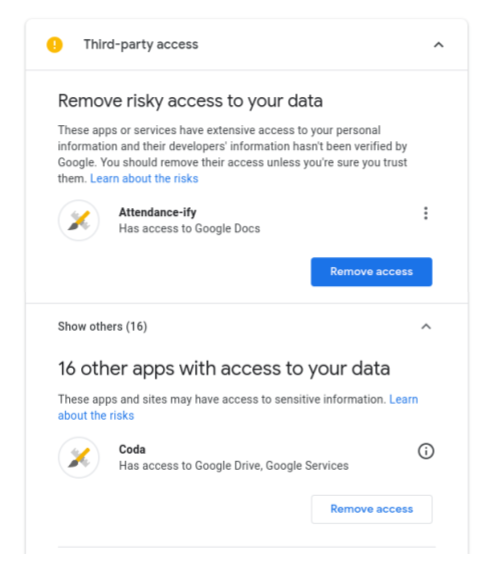 Third-party access
Remove risky access to your data
These apps or services have extensive access to your personal
information and their developers' information hasn't been verified by
Google. You should remove their access unless you're sure you trust
them. Learn about the risks
Attendance-ify
Has access to Google Docs
Remove access
Show others (16)
16 other apps with access to your data
These apps and sites may have access to sensitive information. Learn
about the risks
Coda
Has access to Google Drive, Google Services
Remove access